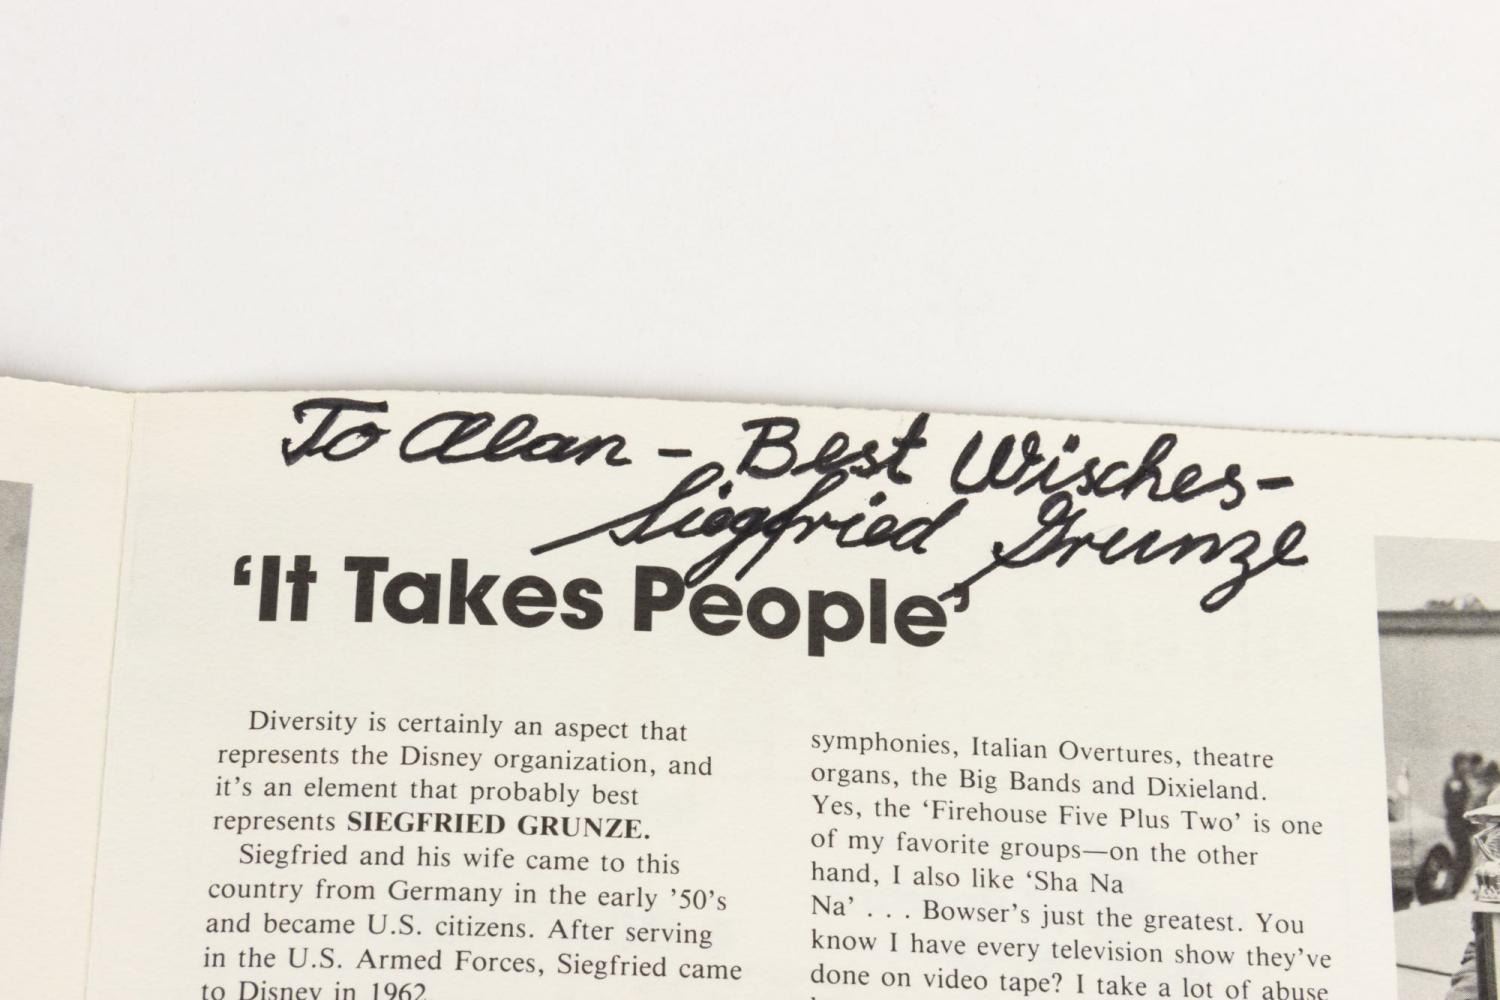 To Alan - Best Wisches-
Siegfried Grunze
‘It Takes People’
Diversity is certainly an aspect that
represents the Disney organization, and
it's an element that probably best
represents SIEGFRIED GRUNZE.
Siegfried and his wife came to this
country from Germany in the early '50's
and became U.S. citizens. After serving
in the U.S. Armed Forces, Siegfried came
to Disney in 1962
symphonies, Italian Overtures, theatre
organs, the Big Bands and Dixieland.
Yes, the ‘Firehouse Five Plus Two’ is one
of my favorite groups—on the other
hand, I also like ‘Sha Na
Na’ . . . Bowser's just the greatest. You
know I have every television show they've
done on video tape? I take a lot of abuse